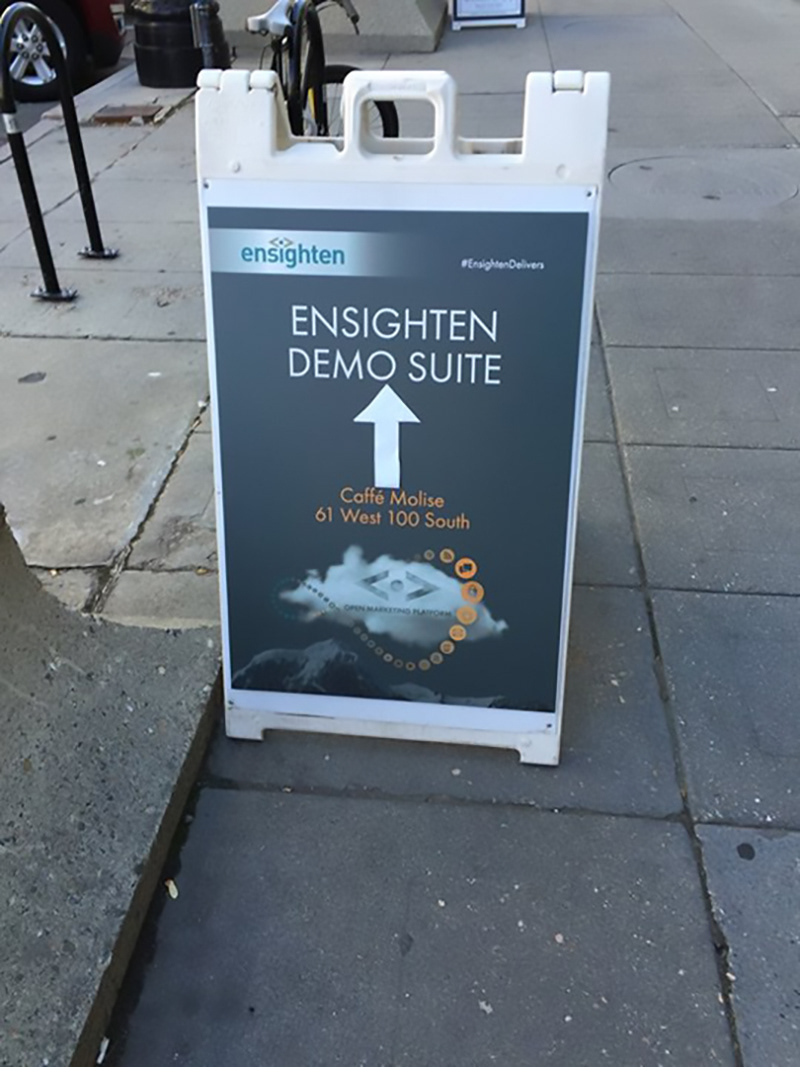 ensighten
#EnsightenDelivers
ENSIGHTEN
DEMO SUITE
Caffé Molise
61 West 100 South
OPEN MARKETING PLATFORM